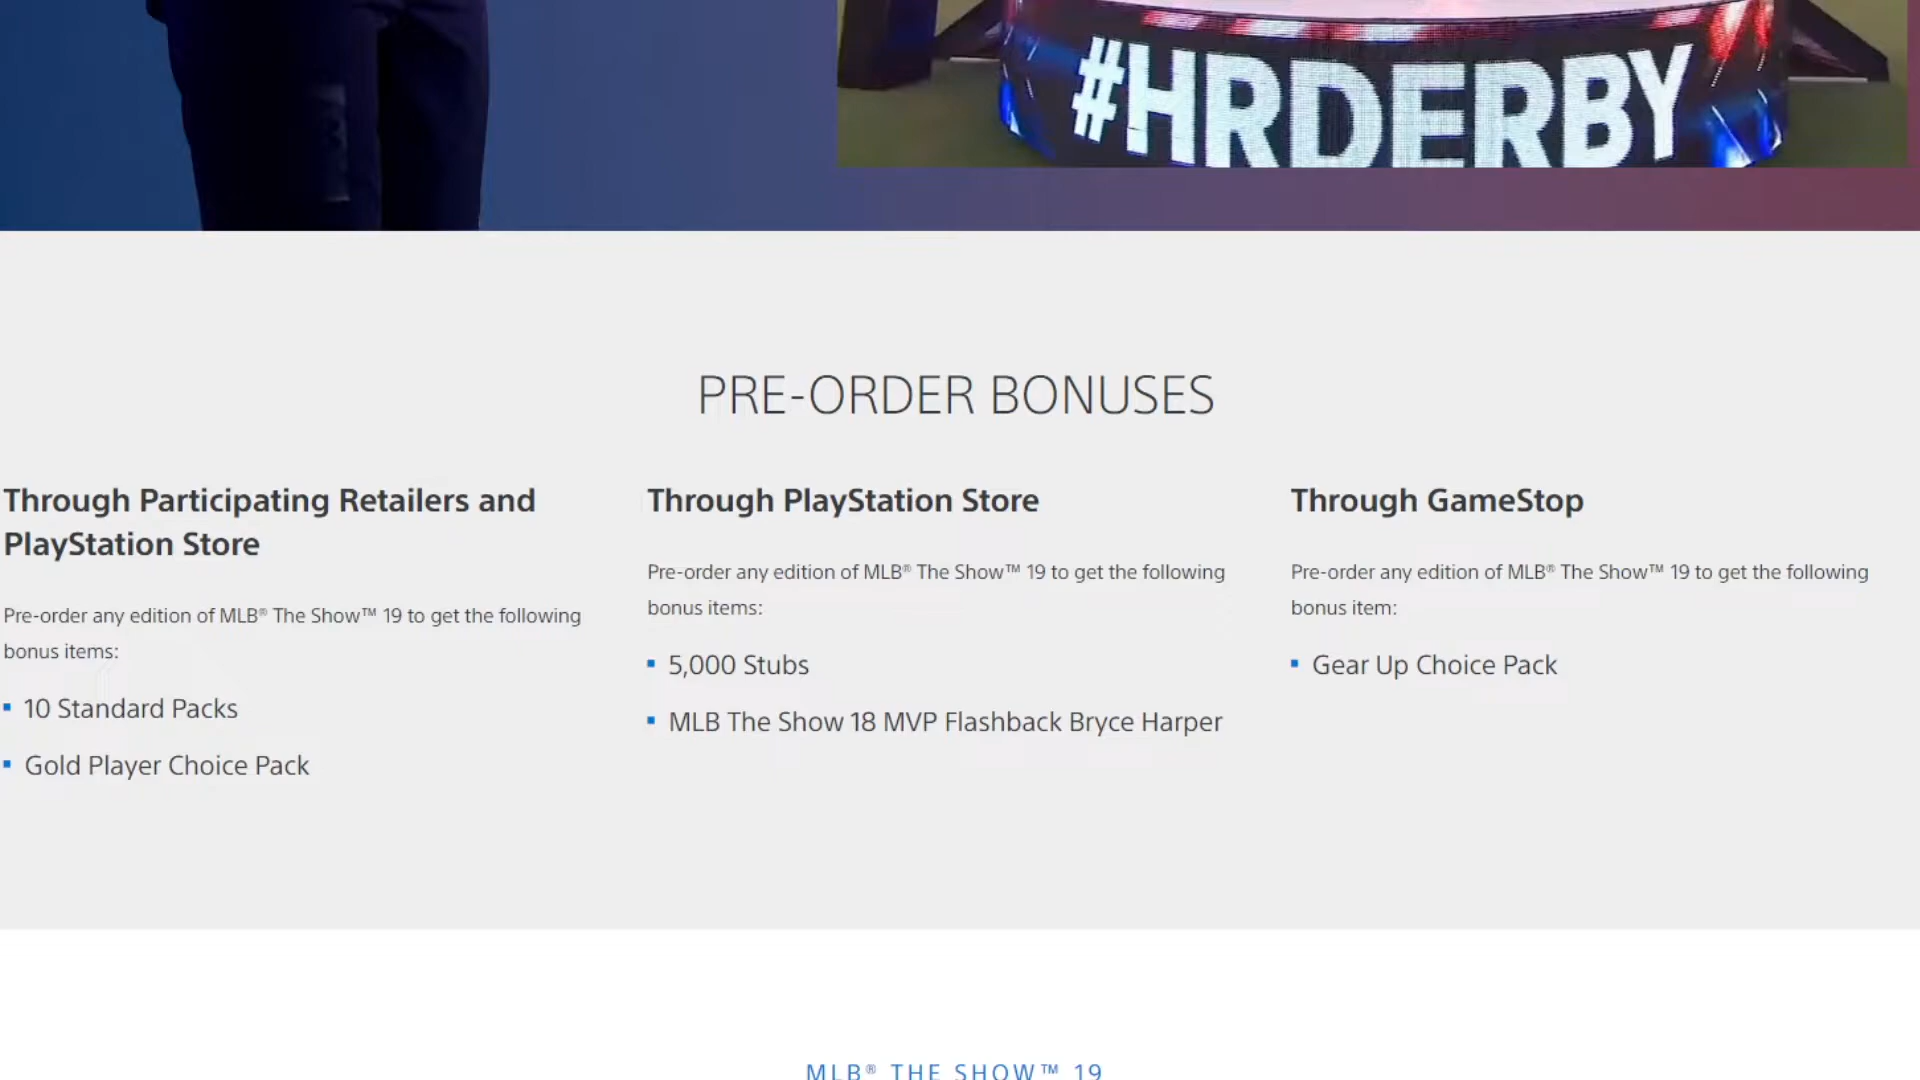 #HRDERBY
PRE-ORDER BONUSES
Through Participating Retailers and
PlayStation Store
Pre-order any edition of MLB® The Show™ 19 to get the following
bonus items:
▪ 10 Standard Packs
▪ Gold Player Choice Pack
Through PlayStation Store
Pre-order any edition of MLB® The Show™ 19 to get the following
bonus items:
▪ 5,000 Stubs
▪ MLB The Show 18 MVP Flashback Bryce Harper
Through GameStop
Pre-order any edition of MLB® The Show™ 19 to get the following
bonus item:
▪ Gear Up Choice Pack
MLB® THE SHOW™ 19